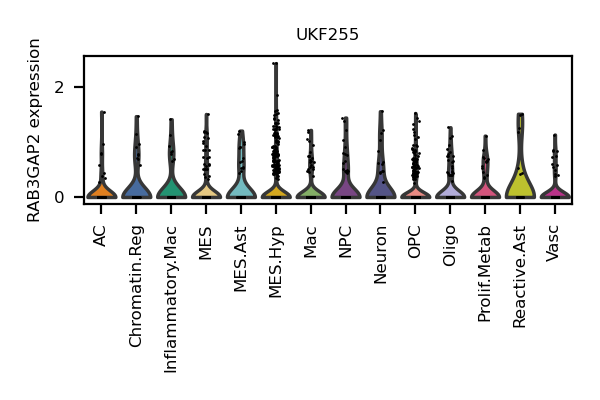 UKF255
RAB3GAP2 expression
2
0
AC
Chromatin.Reg
Inflammatory.Mac
MES
MES.Ast
MES.Hyp
Mac
NPC
Neuron
OPC
Oligo
Prolif.Metab
Reactive.Ast
Vasc